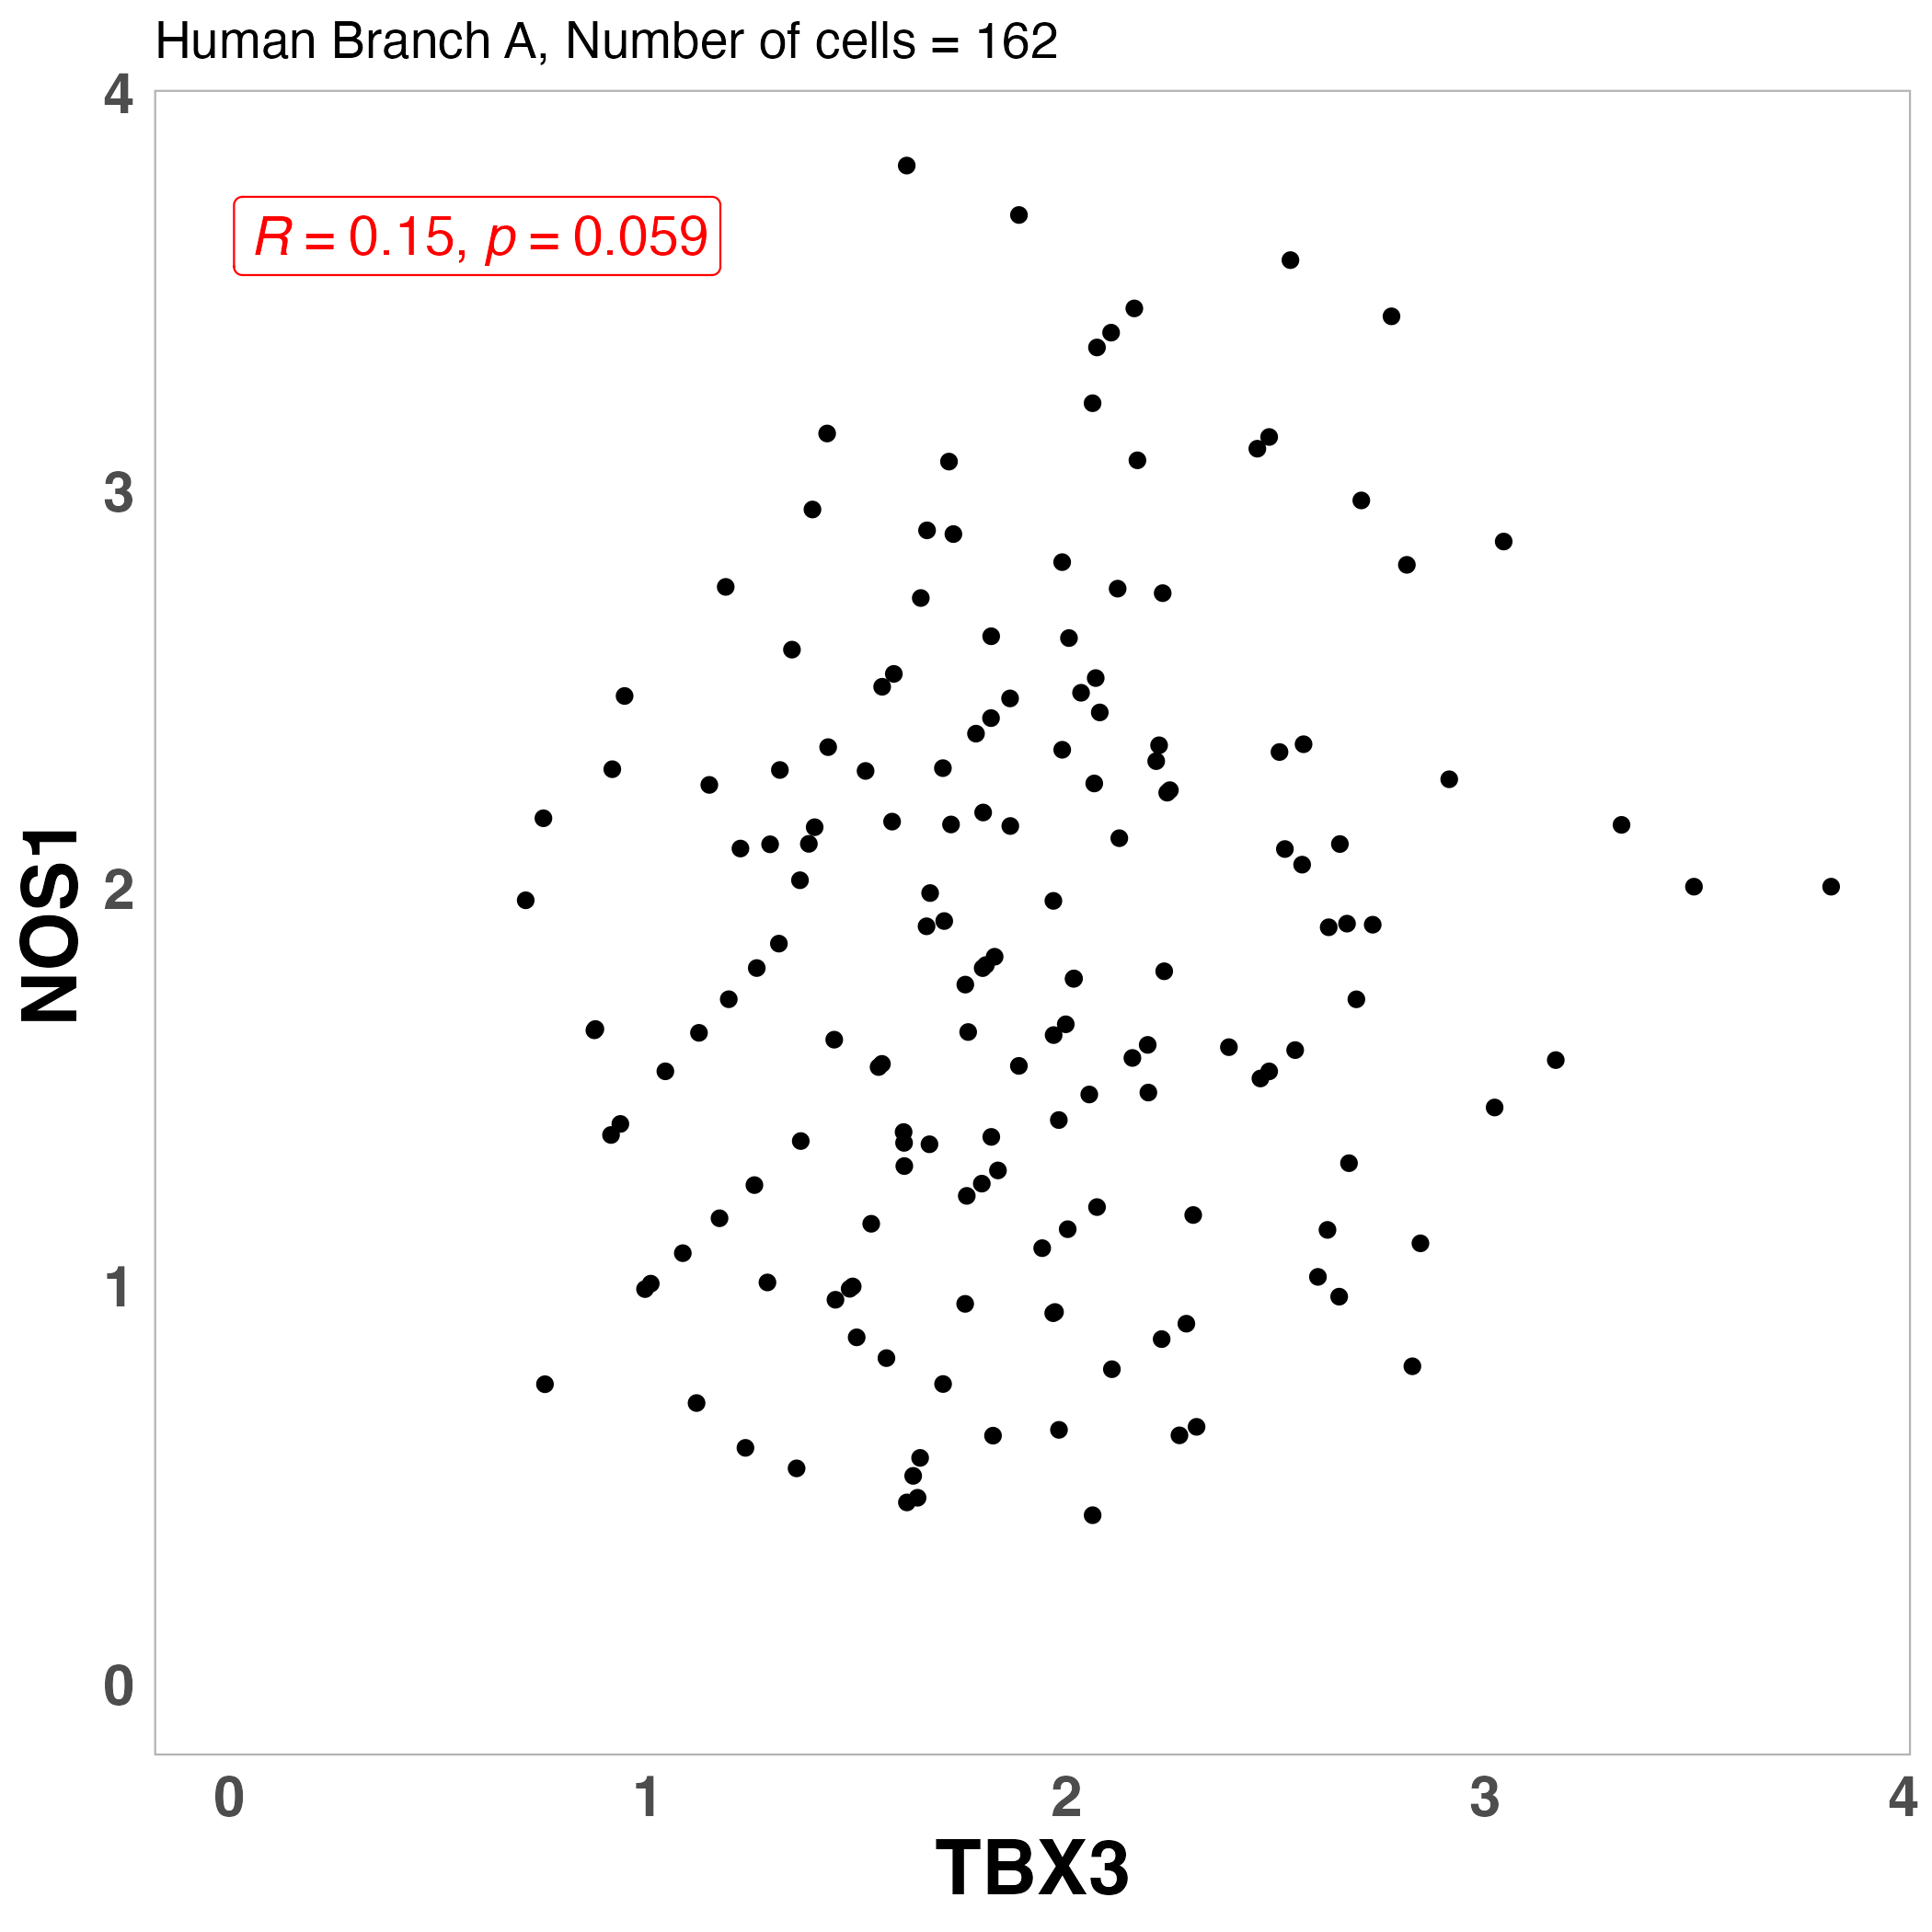 Human Branch A, Number of cells = 162
4
R = 0.15, p = 0.059
3
2
1
0
NOS1
0 1 2 3 4
TBX3